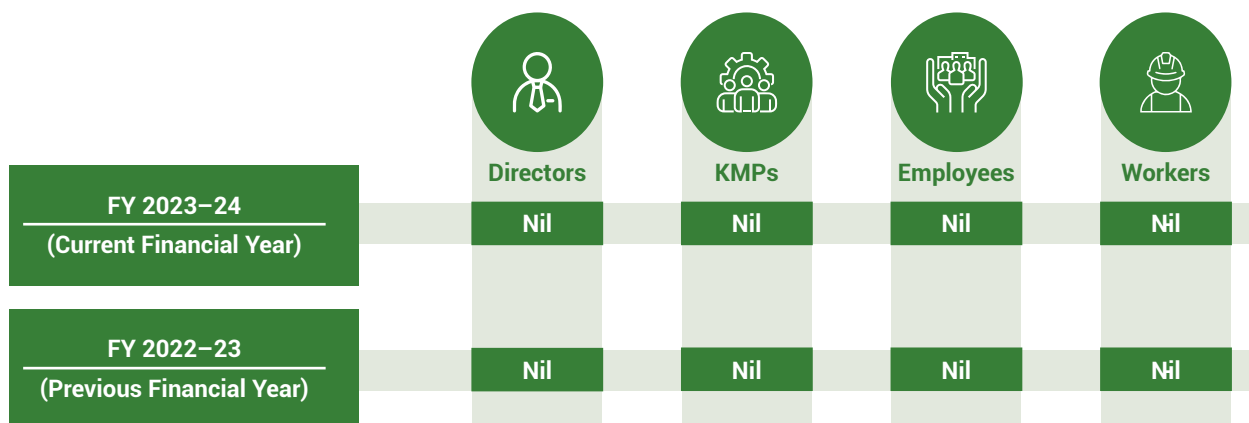 Directors KMPs Employees Workers
FY 2023–24
(Current Financial Year)
Nil Nil Nil Nil
FY 2022–23
(Previous Financial Year)
Nil Nil Nil Nil